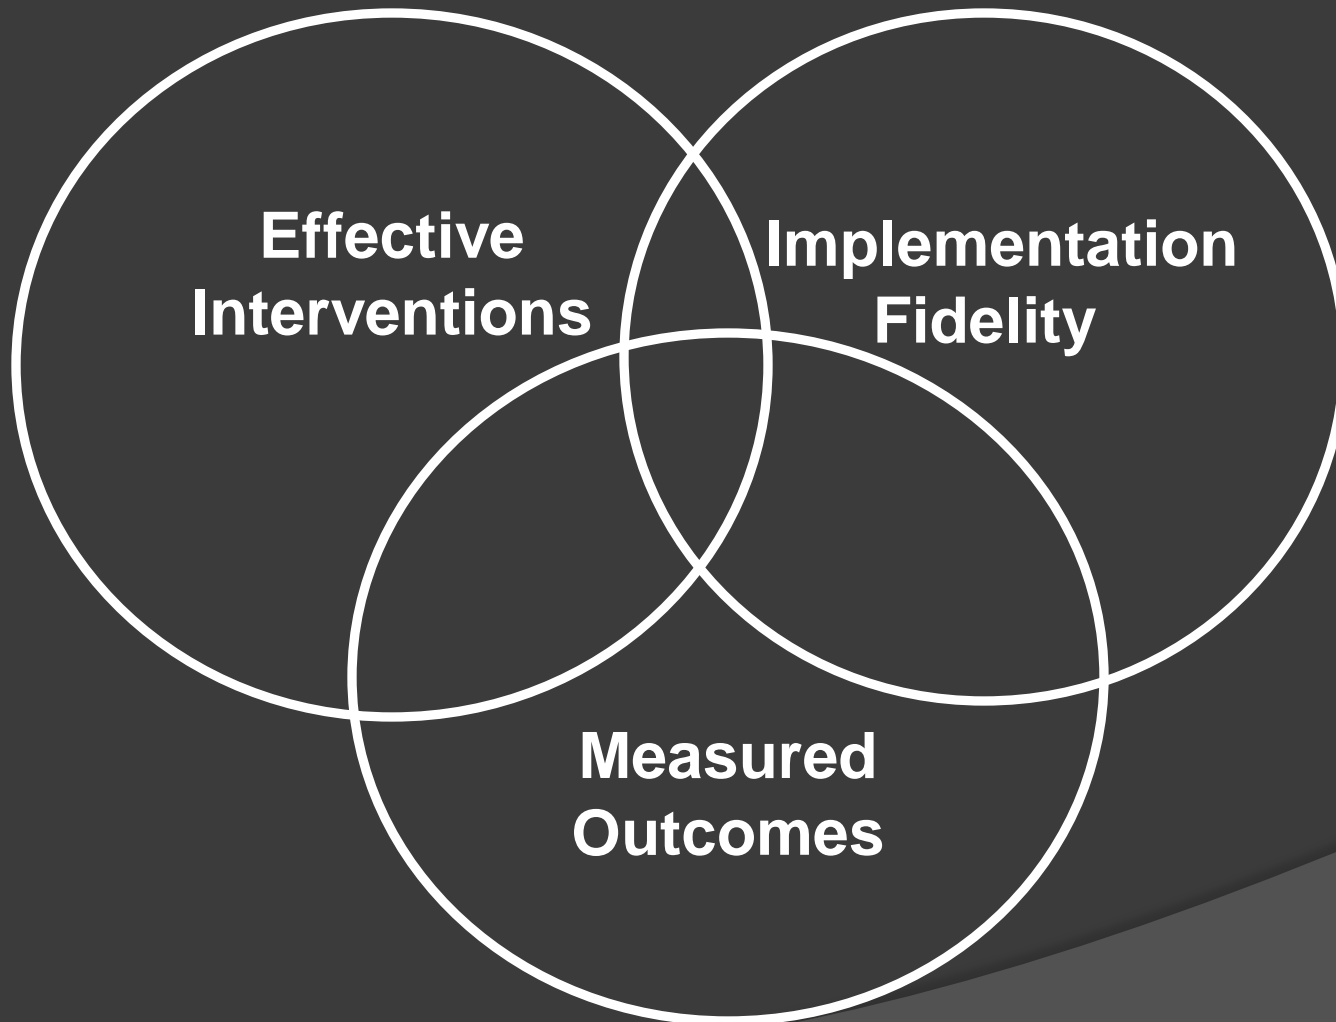 Effective
Interventions
Implementation
Fidelity
Measured
Outcomes